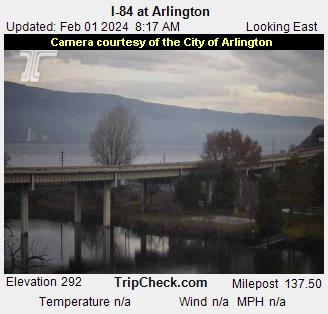 I-84 at Arlington
Updated: Feb 01 2024 8:17 AM Looking East
Camera courtesy of the City of Arlington
Elevation 292 TripCheck.com Milepost 137.50
Temperature n/a Wind n/a MPH n/a